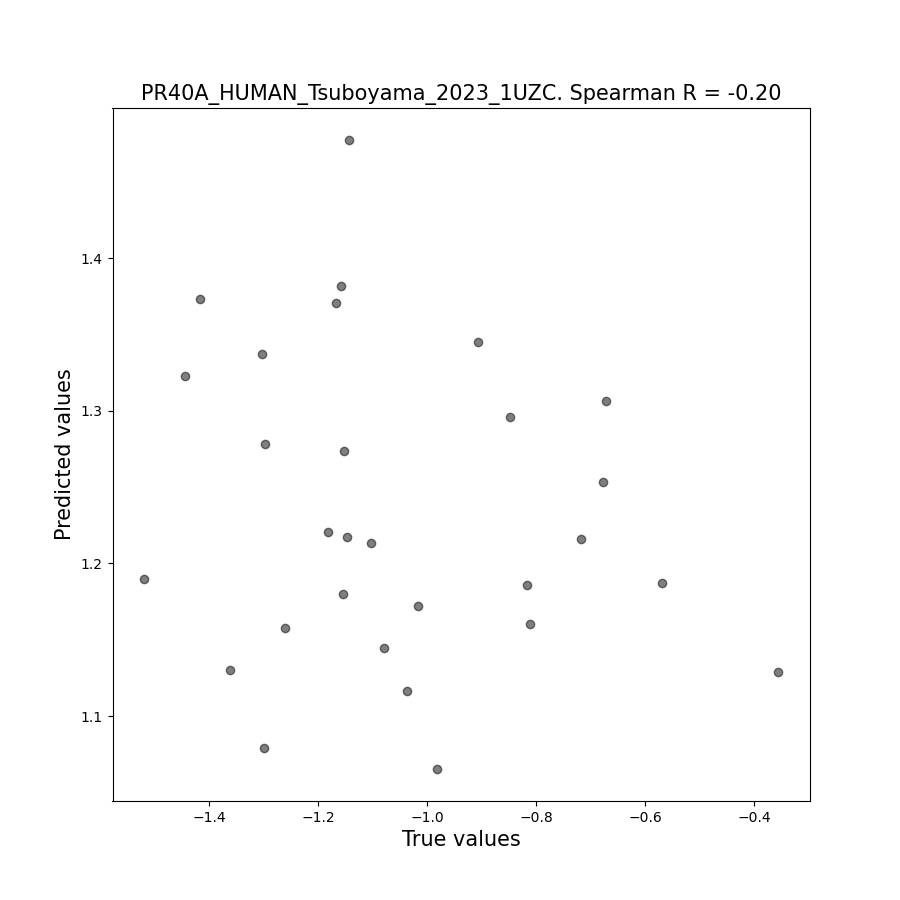 PR40A_HUMAN_Tsuboyama_2023_1UZC. Spearman R = -0.20
Predicted values
1.4
1.3
1.2
1.1
−1.4 −1.2 −1.0 −0.8 −0.6 −0.4
True values